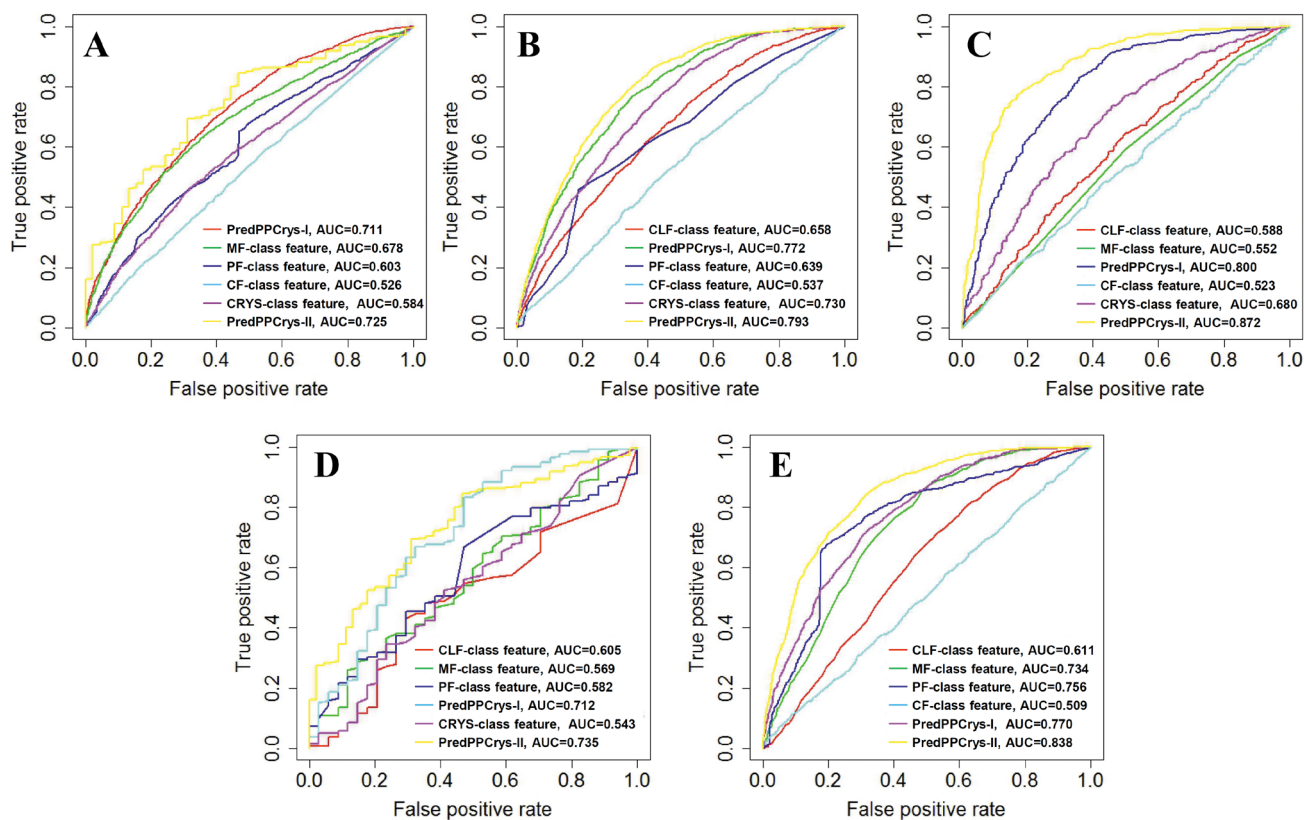 A
True positive rate
1.0
0.8
0.6
0.4
0.2
0.0
PredPPCrys-I, AUC=0.711
MF-class feature, AUC=0.678
PF-class feature, AUC=0.603
CF-class feature, AUC=0.526
CRYS-class feature, AUC=0.584
PredPPCrys-II, AUC=0.725
0.0 0.2 0.4 0.6 0.8 1.0
False positive rate
B
True positive rate
1.0
0.8
0.6
0.4
0.2
0.0
CLF-class feature, AUC=0.658
PredPPCrys-I, AUC=0.772
PF-class feature, AUC=0.639
CF-class feature, AUC=0.537
CRYS-class feature, AUC=0.730
PredPPCrys-II, AUC=0.793
0.0 0.2 0.4 0.6 0.8 1.0
False positive rate
C
True positive rate
1.0
0.8
0.6
0.4
0.2
0.0
CLF-class feature, AUC=0.588
MF-class feature, AUC=0.552
PredPPCrys-I, AUC=0.800
CF-class feature, AUC=0.523
CRYS-class feature, AUC=0.680
PredPPCrys-II, AUC=0.872
0.0 0.2 0.4 0.6 0.8 1.0
False positive rate
D
True positive rate
1.0
0.8
0.6
0.4
0.2
0.0
CLF-class feature, AUC=0.605
MF-class feature, AUC=0.569
PF-class feature, AUC=0.582
PredPPCrys-I, AUC=0.712
CRYS-class feature, AUC=0.543
PredPPCrys-II, AUC=0.735
0.0 0.2 0.4 0.6 0.8 1.0
False positive rate
E
True positive rate
1.0
0.8
0.6
0.4
0.2
0.0
CLF-class feature, AUC=0.611
MF-class feature, AUC=0.734
PF-class feature, AUC=0.756
CF-class feature, AUC=0.509
PredPPCrys-I, AUC=0.770
PredPPCrys-II, AUC=0.838
0.0 0.2 0.4 0.6 0.8 1.0
False positive rate